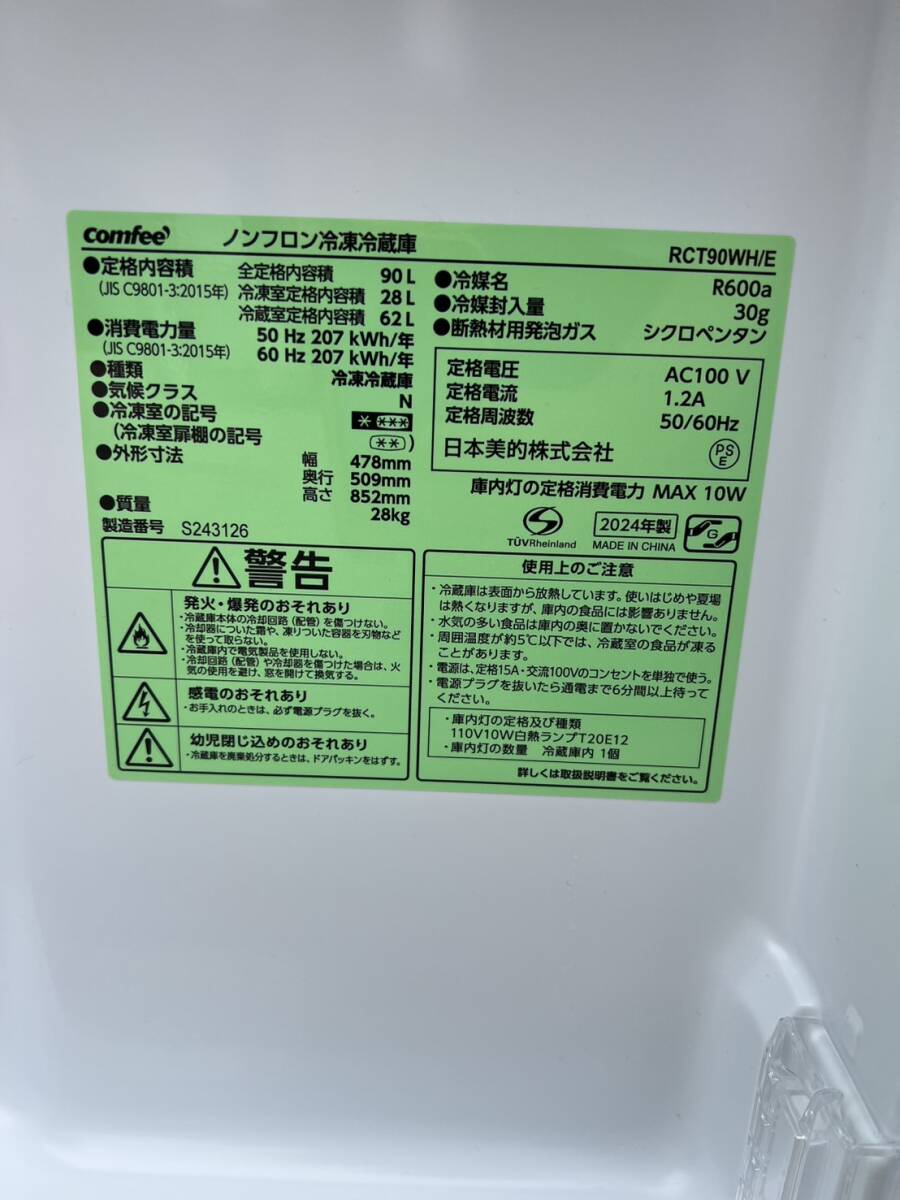 comfee'
ノンフロン冷凍冷蔵庫
RCT90WH/E
●定格内容積 全定格内容積 90 L
(JIS C9801-3:2015年) 冷凍室定格内容積 28 L
冷蔵室定格内容積 62 L
●消費電力量 50 Hz 207 kWh/年
(JIS C9801-3:2015年) 60 Hz 207 kWh/年
●種類 冷凍冷蔵庫
●気候クラス N
●冷凍室の記号 * ***
(冷凍室扉棚の記号 **)
●外形寸法 幅 478mm
奥行 509mm
高さ 852mm
●質量 28kg
製造番号 S243126
●冷媒名 R600a
●冷媒封入量 30g
●断熱材用発泡ガス シクロペンタン
定格電圧 AC100 V
定格電流 1.2A
定格周波数 50/60Hz
日本美的株式会社 PS E
庫内灯の定格消費電力 MAX 10W
TÜVRheinland
2024年製
MADE IN CHINA
G
警告
発火・爆発のおそれあり
・冷蔵庫本体の冷却回路(配管)を傷つけない。
・冷却器についた霜や、凍りついた容器を刃物など
を使って取らない。
・冷蔵庫内で電気製品を使用しない。
・冷却回路(配管)や冷却器を傷つけた場合は、火
気の使用を避け、窓を開けて換気する。
感電のおそれあり
・お手入れのときは、必ず電源プラグを抜く。
幼児閉じ込めのおそれあり
・冷蔵庫を廃棄処分するときは、ドアパッキンをはずす。
使用上のご注意
・冷蔵庫は表面から放熱しています。使いはじめや夏場
は熱くなりますが、庫内の食品には影響ありません。
・水気の多い食品は庫内の奥に置かないでください。
・周囲温度が約5℃以下では、冷蔵室の食品が凍る
ことがあります。
・電源は、定格15A・交流100Vのコンセントを単独で使う。
・電源プラグを抜いたら通電まで6分間以上待って
ください。
・庫内灯の定格及び種類
110V10W白熱ランプT20E12
・庫内灯の数量 冷蔵庫内 1個
詳しくは取扱説明書をご覧ください。